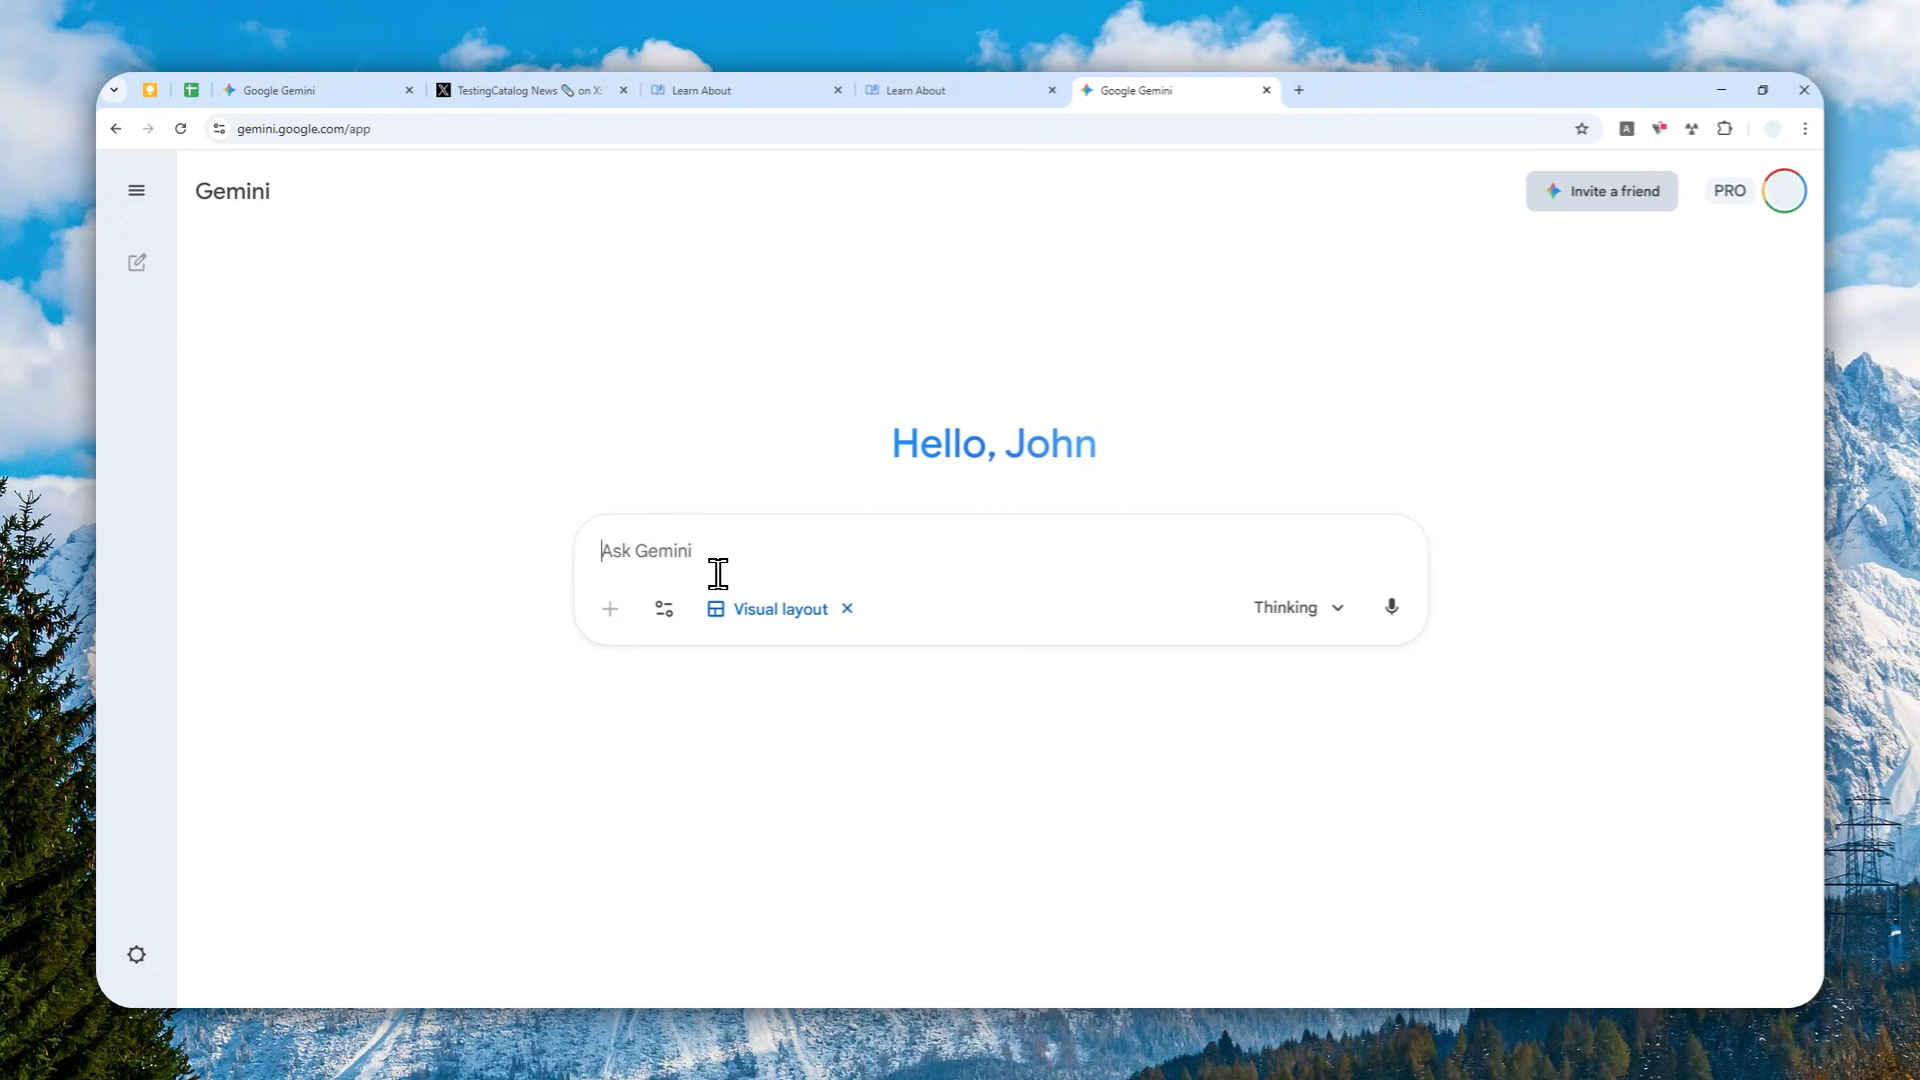 Google Gemini
TestingCatalog News 📎 on X:
Learn About
Learn About
Google Gemini
gemini.google.com/app
Gemini
Invite a friend
PRO
Hello, John
Ask Gemini
Visual layout
Thinking